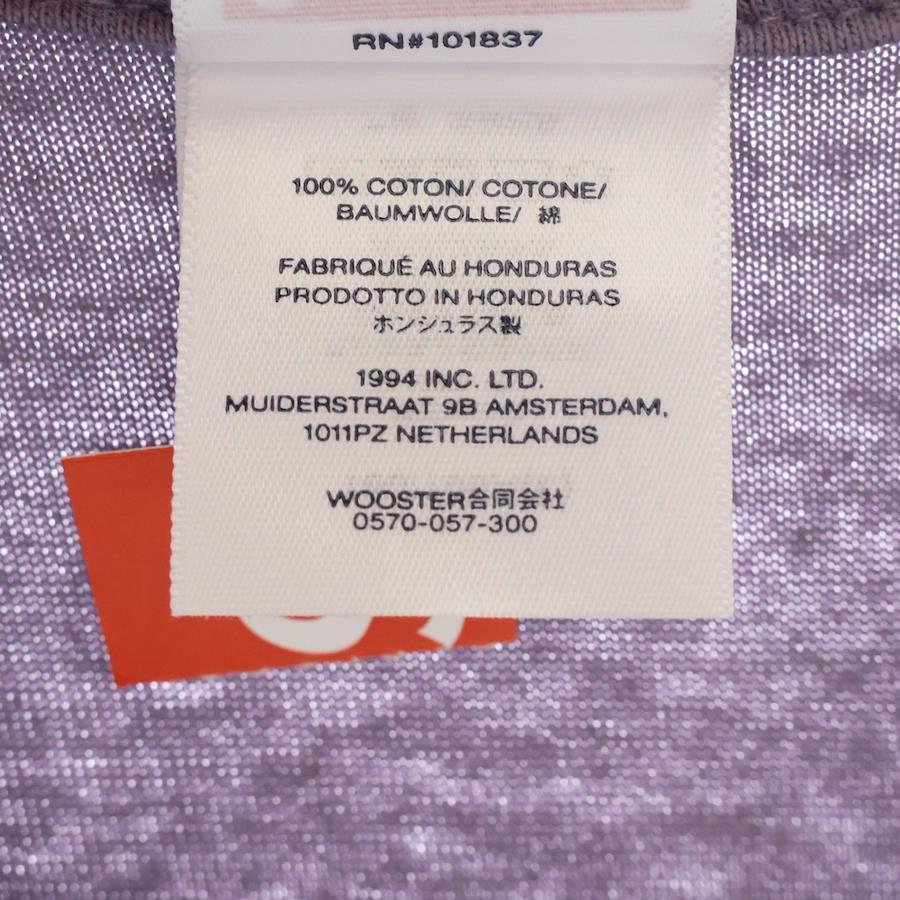 RN#101837
100% COTON/ COTONE/
BAUMWOLLE/ 綿
FABRIQUÉ AU HONDURAS
PRODOTTO IN HONDURAS
ホンジュラス製
1994 INC. LTD.
MUIDERSTRAAT 9B AMSTERDAM,
1011PZ NETHERLANDS
WOOSTER合同会社
0570-057-300